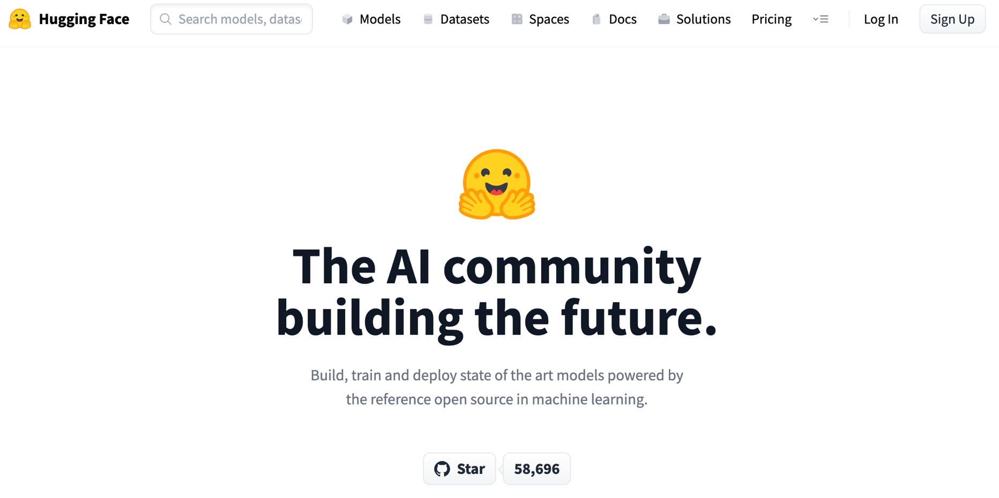 Hugging Face
Search models, datas
Models
Datasets
Spaces
Docs
Solutions
Pricing
Log In
Sign Up
The AI community
building the future.
Build, train and deploy state of the art models powered by
the reference open source in machine learning.
Star
58,696